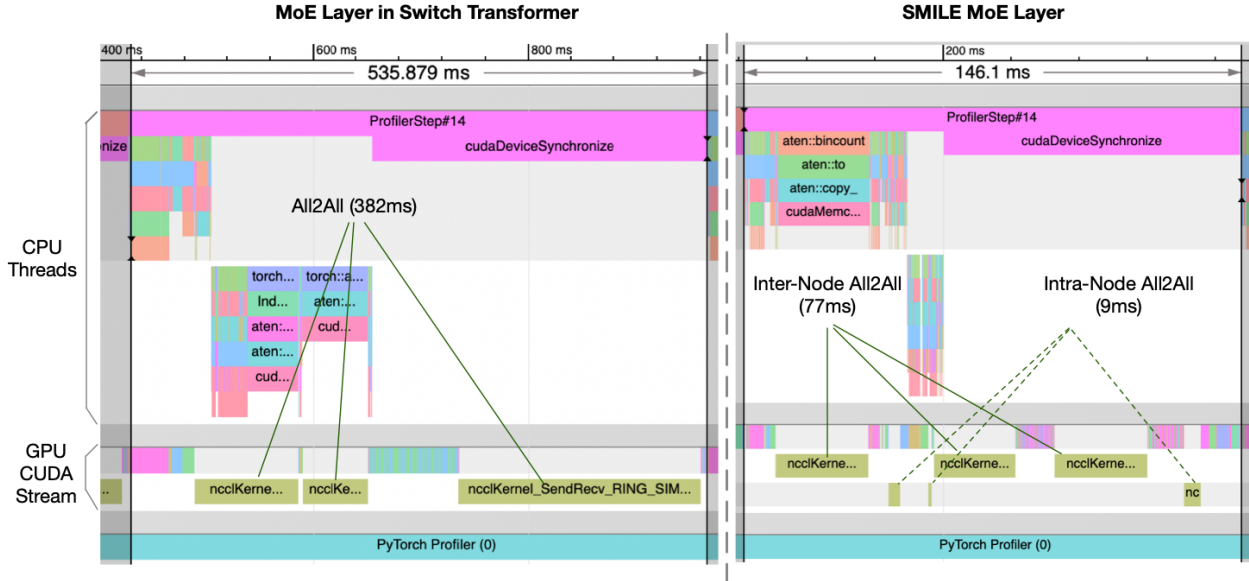 MoE Layer in Switch Transformer
400 ms
600 ms
800 ms
535.879 ms
ProfilerStep#14
nize
cudaDeviceSynchronize
All2All (382ms)
CPU
Threads
torch...
torch::a...
Ind...
aten:...
aten:...
cud...
aten:...
cud...
GPU
CUDA
Stream
..
ncclKerne...
ncclKe...
ncclKernel_SendRecv_RING_SIM...
PyTorch Profiler (0)
SMILE MoE Layer
200 ms
146.1 ms
ProfilerStep#14
aten::bincount
cudaDeviceSynchronize
aten::to
aten::copy_
cudaMemc...
Inter-Node All2All
(77ms)
Intra-Node All2All
(9ms)
ncclKerne...
ncclKerne...
ncclKerne...
nc
PyTorch Profiler (0)